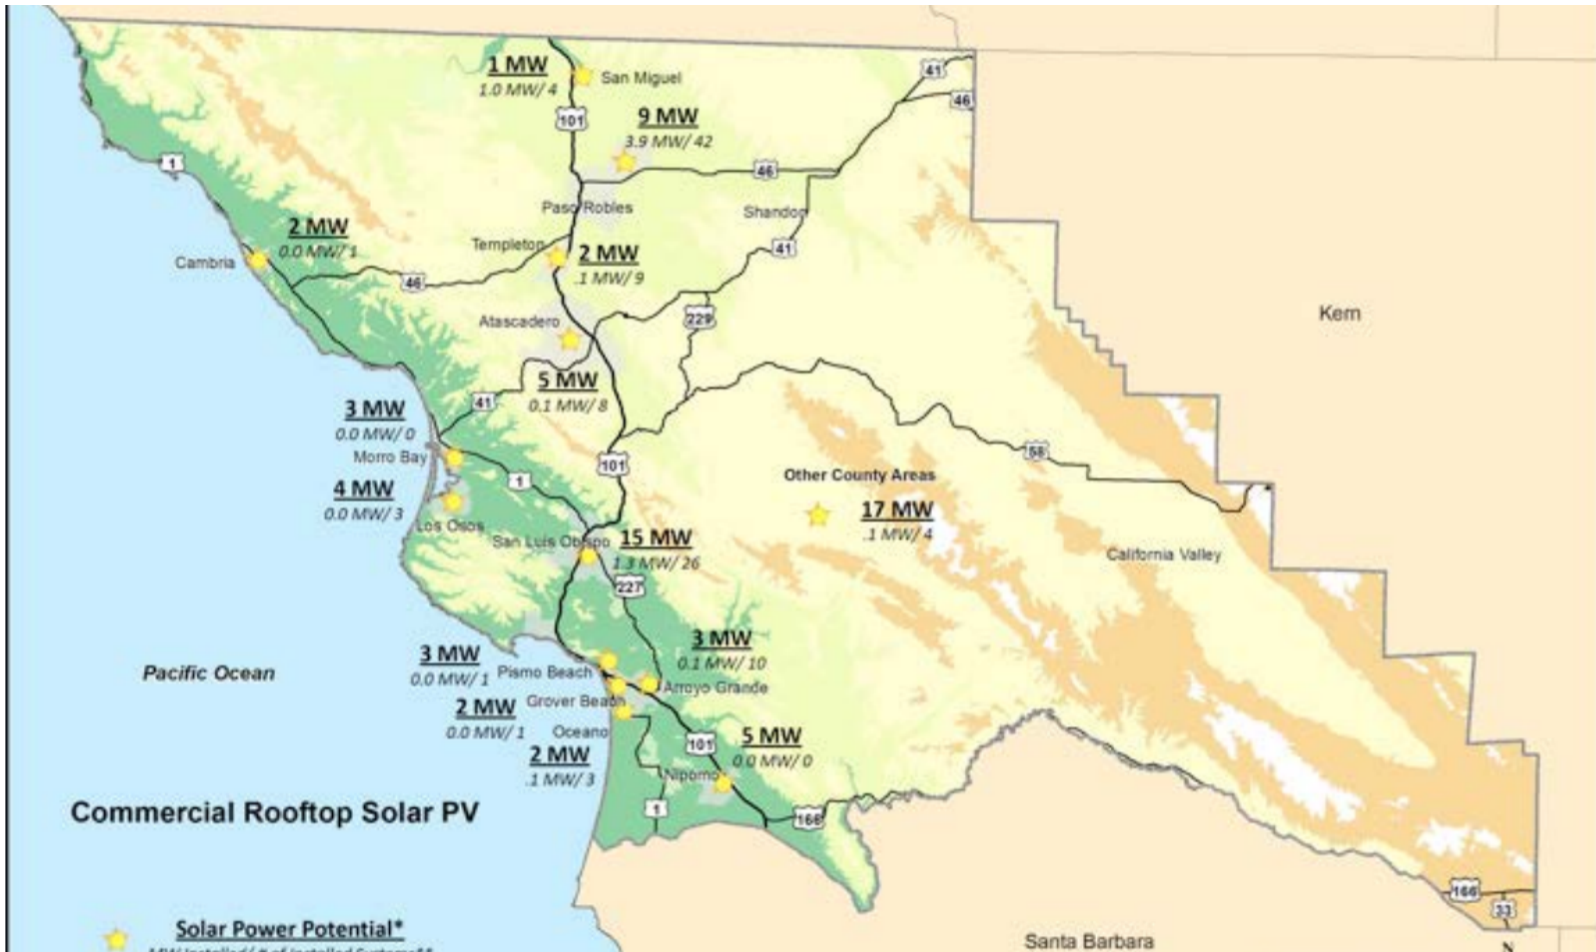 1 MW
1.0 MW/ 4
San Miguel
41
46
101
9 MW
3.9 MW/ 42
1
46
Paso Robles
Shandon
2 MW
0.0 MW/ 1
Cambria
Templeton
2 MW
.1 MW/ 9
41
46
Kern
229
Atascadero
5 MW
0.1 MW/ 8
41
3 MW
0.0 MW/ 0
Morro Bay
101
58
1
Other County Areas
17 MW
.1 MW/ 4
4 MW
0.0 MW/ 3
Los Osos
San Luis Obispo
15 MW
1.3 MW/ 26
California Valley
227
3 MW
0.1 MW/ 10
Pacific Ocean
3 MW
0.0 MW/ 1
Pismo Beach
Arroyo Grande
2 MW
0.0 MW/ 1
Grover Beach
Oceano
2 MW
.1 MW/ 3
101
5 MW
0.0 MW/ 0
Nipomo
1
166
Commercial Rooftop Solar PV
166
33
Solar Power Potential*
MW Installed/ # of Installed Systems**
Santa Barbara